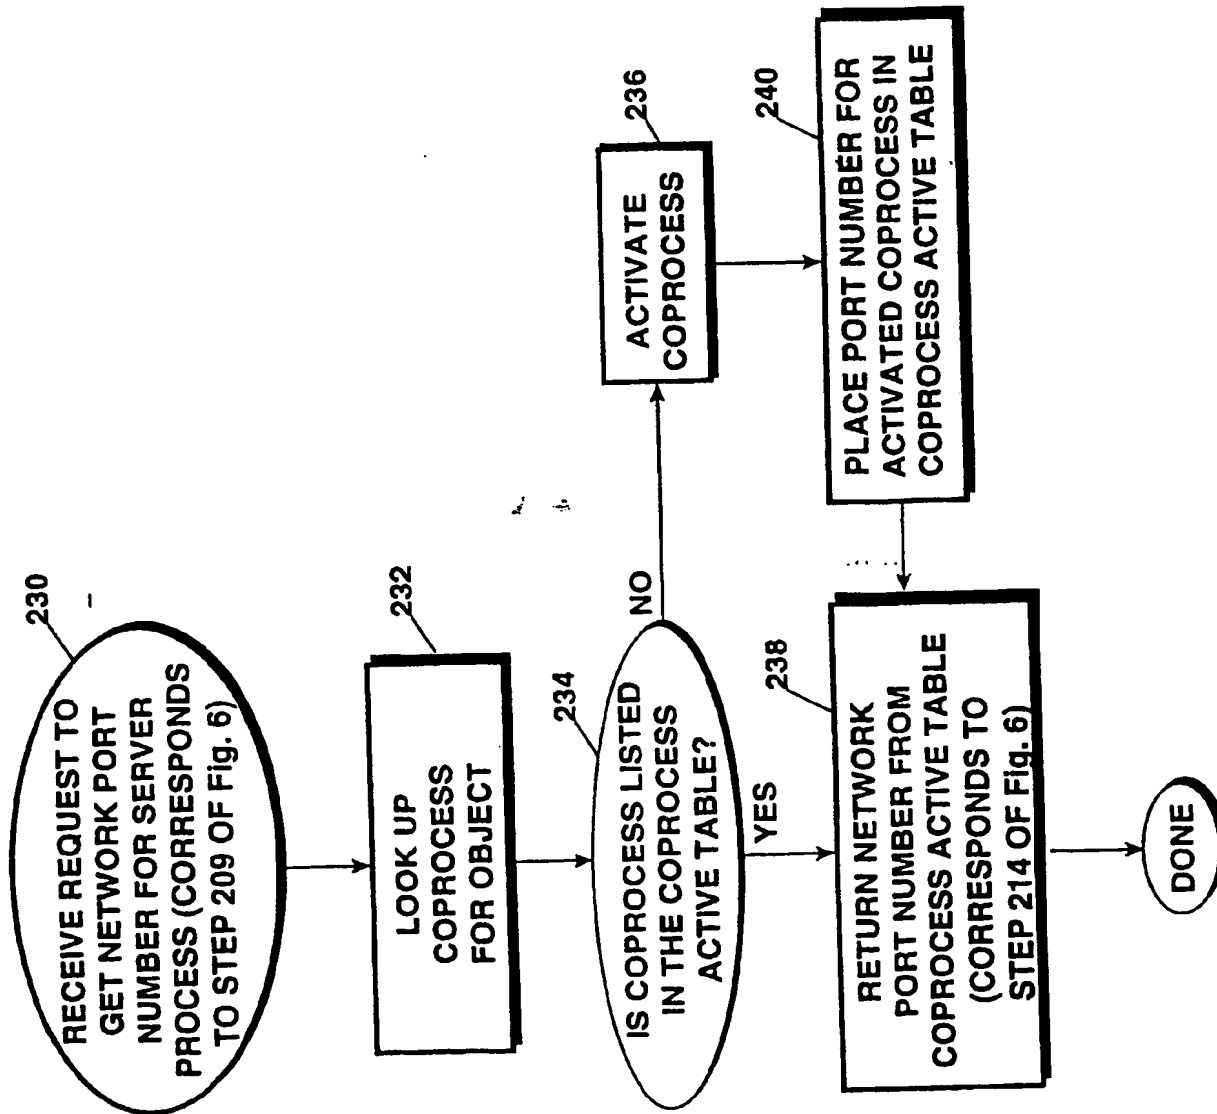 230
RECEIVE REQUEST TO
GET NETWORK PORT
NUMBER FOR SERVER
PROCESS (CORRESPONDS
TO STEP 209 OF Fig. 6)
232
LOOK UP
COPROCESS
FOR OBJECT
234
IS COPROCESS LISTED
IN THE COPROCESS
ACTIVE TABLE?
NO
YES
236
ACTIVATE
COPROCESS
240
PLACE PORT NUMBER FOR
ACTIVATED COPROCESS IN
COPROCESS ACTIVE TABLE
238
RETURN NETWORK
PORT NUMBER FROM
COPROCESS ACTIVE TABLE
(CORRESPONDS TO
STEP 214 OF Fig. 6)
DONE